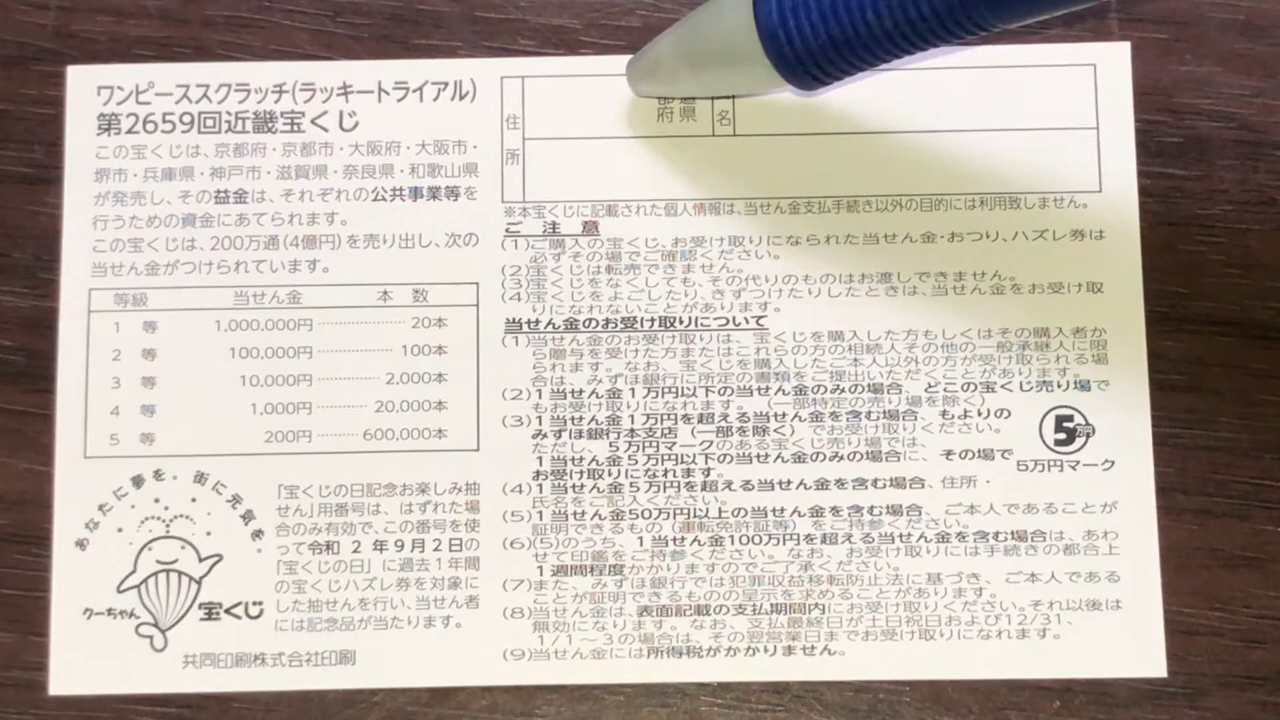 ワンピーススクラッチ(ラッキートライアル)
第2659回近畿宝くじ
この宝くじは、京都府・京都市・大阪府・大阪市・
堺市・兵庫県・神戸市・滋賀県・奈良県・和歌山県
が発売し、その益金は、それぞれの公共事業等を
行うための資金にあてられます。
この宝くじは、200万通(4億円)を売り出し、次の
当せん金がつけられています。
等級 当せん金 本 数
1 等 1,000,000円 ………… 20本
2 等 100,000円 ………… 100本
3 等 10,000円 ………… 2,000本
4 等 1,000円 ………… 20,000本
5 等 200円 ………… 600,000本
あなたに夢を。街に元気を。
クーちゃん 宝くじ
「宝くじの日記念お楽しみ抽
せん」用番号は、はずれた場
合のみ有効で、この番号を使
って令和 2 年9月2日の
「宝くじの日」に過去1年間
の宝くじハズレ券を対象に
した抽せんを行い、当せん者
には記念品が当たります。
共同印刷株式会社印刷
住所
府県
名
※本宝くじに記載された個人情報は、当せん金支払手続き以外の目的には利用致しません。
ご 注 意
(1)ご購入の宝くじ、お受け取りになられた当せん金・おつり、ハズレ券は
必ずその場でご確認ください。
(2)宝くじは転売できません。
(3)宝くじをなくしても、その代りのものはお渡しできません。
(4)宝くじをよごしたり、きずつけたりしたときは、当せん金をお受け取
りになれないことがあります。
当せん金のお受け取りについて
(1)当せん金のお受け取りは、宝くじを購入した方もしくはその購入者か
ら贈与を受けた方またはこれらの方の相続人その他の一般承継人に限
られます。なお、宝くじを購入したご本人以外の方が受け取られる場
合は、みずほ銀行に所定の書類をご提出いただくことがあります。
(2)1当せん金1万円以下の当せん金のみの場合、どこの宝くじ売り場で
もお受け取りになれます。(一部特定の売り場を除く)
(3)1当せん金1万円を超える当せん金を含む場合、もよりの
みずほ銀行本支店(一部を除く)でお受け取りください。
ただし、5万円マークのある宝くじ売り場では、
1当せん金5万円以下の当せん金のみの場合に、その場で
お受け取りになれます。
5万円
5万円マーク
(4)1当せん金5万円を超える当せん金を含む場合、住所・
氏名をご記入ください。
(5)1当せん金50万円以上の当せん金を含む場合、ご本人であることが
証明できるもの(運転免許証等)をご持参ください。
(6)(5)のうち、1当せん金100万円を超える当せん金を含む場合は、あわ
せて印鑑をご持参ください。なお、お受け取りには手続きの都合上
1週間程度かかりますのでご了承ください。
(7)また、みずほ銀行では犯罪収益移転防止法に基づき、ご本人である
ことが証明できるものの呈示を求めることがあります。
(8)当せん金は、表面記載の支払期間内にお受け取りください。それ以後は
無効になります。なお、支払最終日が土日祝日および12/31、
1/1~3の場合は、その翌営業日までお受け取りになれます。
(9)当せん金には所得税がかかりません。